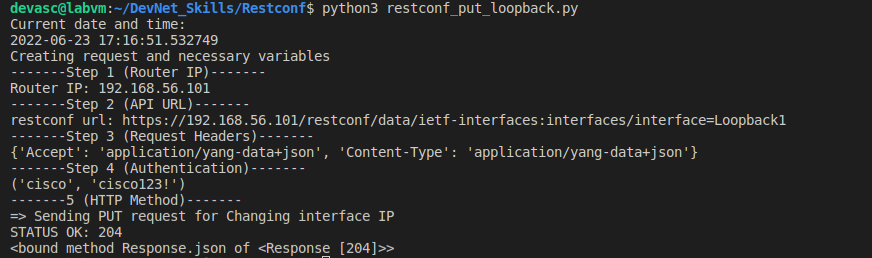 devasc@labvm:~/DevNet_Skills/Restconf$ python3 restconf_put_loopback.py
Current date and time:
2022-06-23 17:16:51.532749
Creating request and necessary variables
-------Step 1 (Router IP)-------
Router IP: 192.168.56.101
-------Step 2 (API URL)-------
restconf url: https://192.168.56.101/restconf/data/ietf-interfaces:interfaces/interface=Loopback1
-------Step 3 (Request Headers)-------
{'Accept': 'application/yang-data+json', 'Content-Type': 'application/yang-data+json'}
-------Step 4 (Authentication)-------
('cisco', 'cisco123!')
-------5 (HTTP Method)-------
=> Sending PUT request for Changing interface IP
STATUS OK: 204
<bound method Response.json of <Response [204]>>